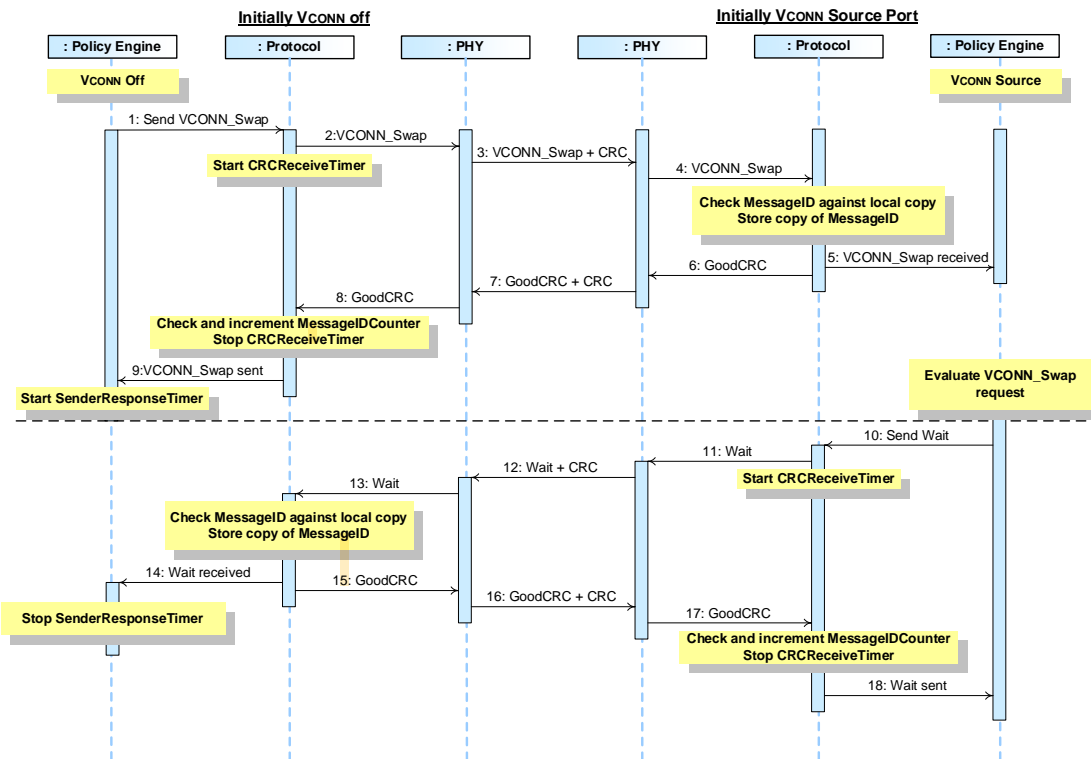 Initially VCONN off
Initially VCONN Source Port
: Policy Engine
: Protocol
: PHY
: PHY
: Protocol
: Policy Engine
VCONN Off
VCONN Source
1: Send VCONN_Swap
2:VCONN_Swap
Start CRCReceiveTimer
3: VCONN_Swap + CRC
4: VCONN_Swap
Check MessageID against local copy
Store copy of MessageID
5: VCONN_Swap received
6: GoodCRC
7: GoodCRC + CRC
8: GoodCRC
Check and increment MessageIDCounter
Stop CRCReceiveTimer
9:VCONN_Swap sent
Start SenderResponseTimer
Evaluate VCONN_Swap
request
10: Send Wait
11: Wait
Start CRCReceiveTimer
12: Wait + CRC
13: Wait
Check MessageID against local copy
Store copy of MessageID
14: Wait received
15: GoodCRC
Stop SenderResponseTimer
16: GoodCRC + CRC
17: GoodCRC
Check and increment MessageIDCounter
Stop CRCReceiveTimer
18: Wait sent